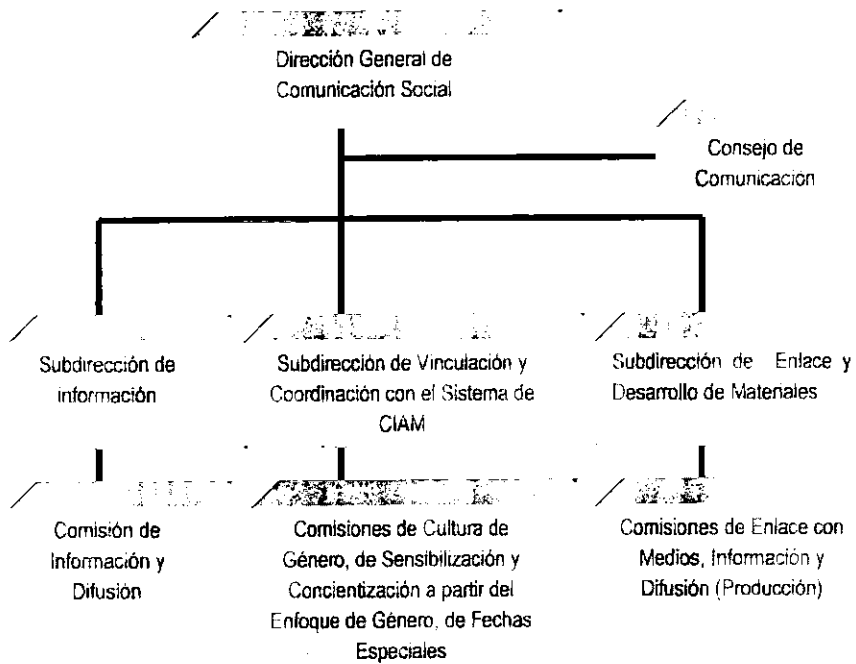 Dirección General de
Comunicación Social
Consejo de
Comunicación
Subdirección de
información
Subdirección de Vinculación y
Coordinación con el Sistema de
CIAM
Subdirección de Enlace y
Desarrollo de Materiales
Comisión de
Información y
Difusión
Comisiones de Cultura de
Género, de Sensibilización y
Concientización a partir del
Enfoque de Género, de Fechas
Especiales
Comisiones de Enlace con
Medios, Información y
Difusión (Producción)